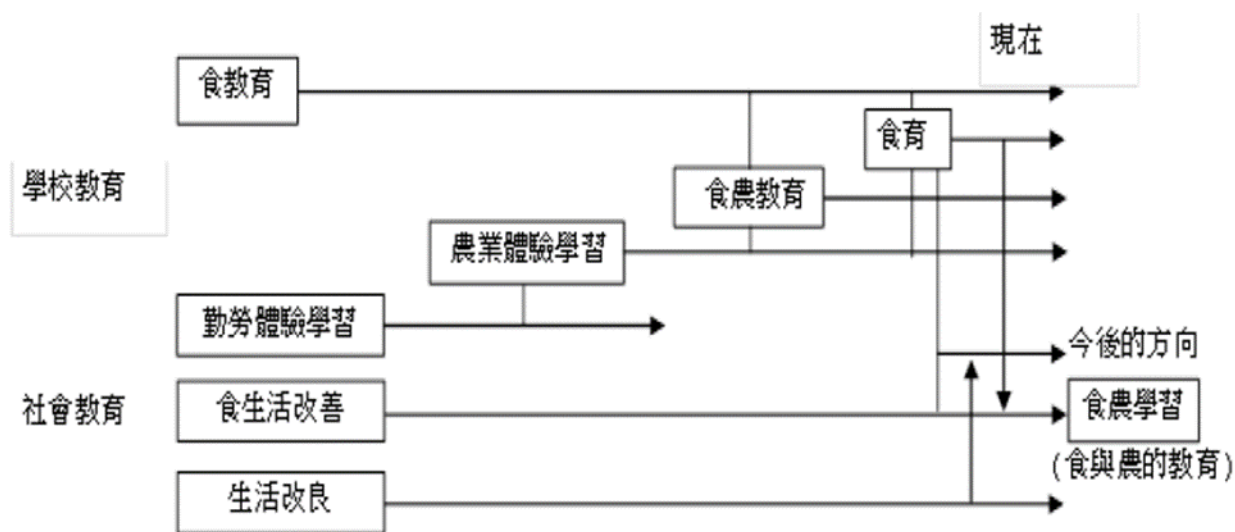 現在
食教育
食育
學校教育
食農教育
農業體驗學習
勤勞體驗學習
今後的方向
社會教育
食生活改善
食農學習
(食與農的教育)
生活改良